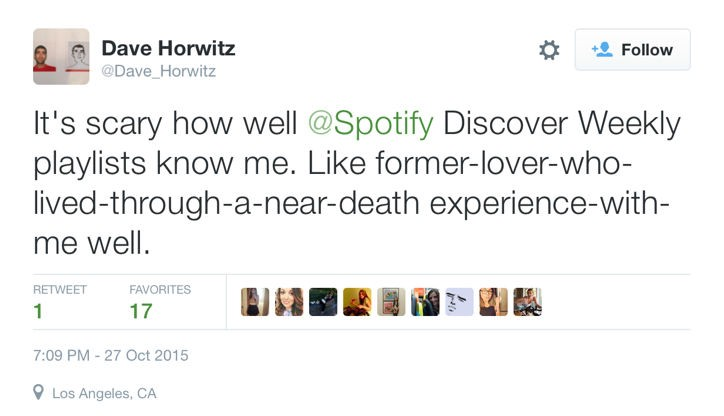 Dave Horwitz
@Dave_Horwitz
Follow
It's scary how well @Spotify Discover Weekly
playlists know me. Like former-lover-who-
lived-through-a-near-death experience-with-
me well.
RETWEET FAVORITES
1 17
7:09 PM - 27 Oct 2015
Los Angeles, CA